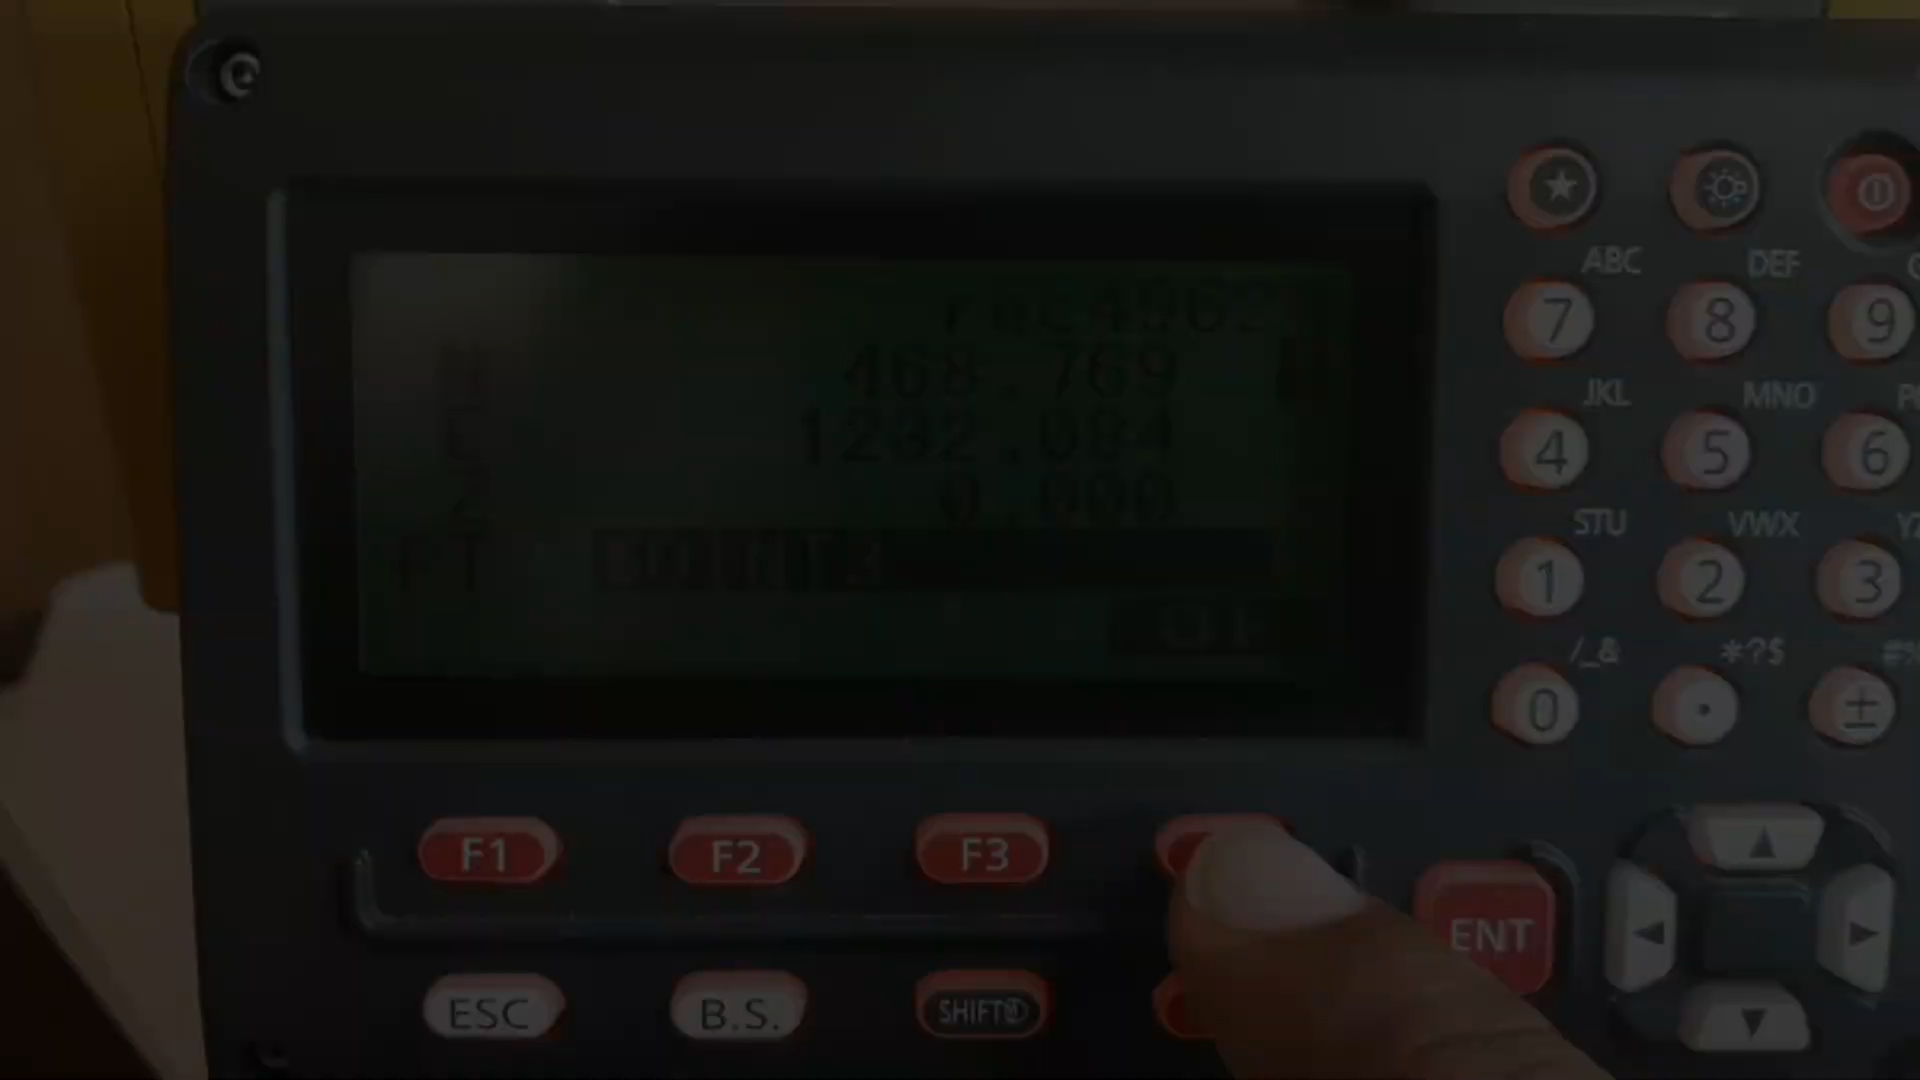 N 468.769
E 1232.084
Z 0.000
PT
ABC DEF
7 8 9
JKL MNO
4 5 6
STU VWX
1 2 3
/_& *?$
0 . ±
F1 F2 F3
ENT
ESC B.S. SHIFT